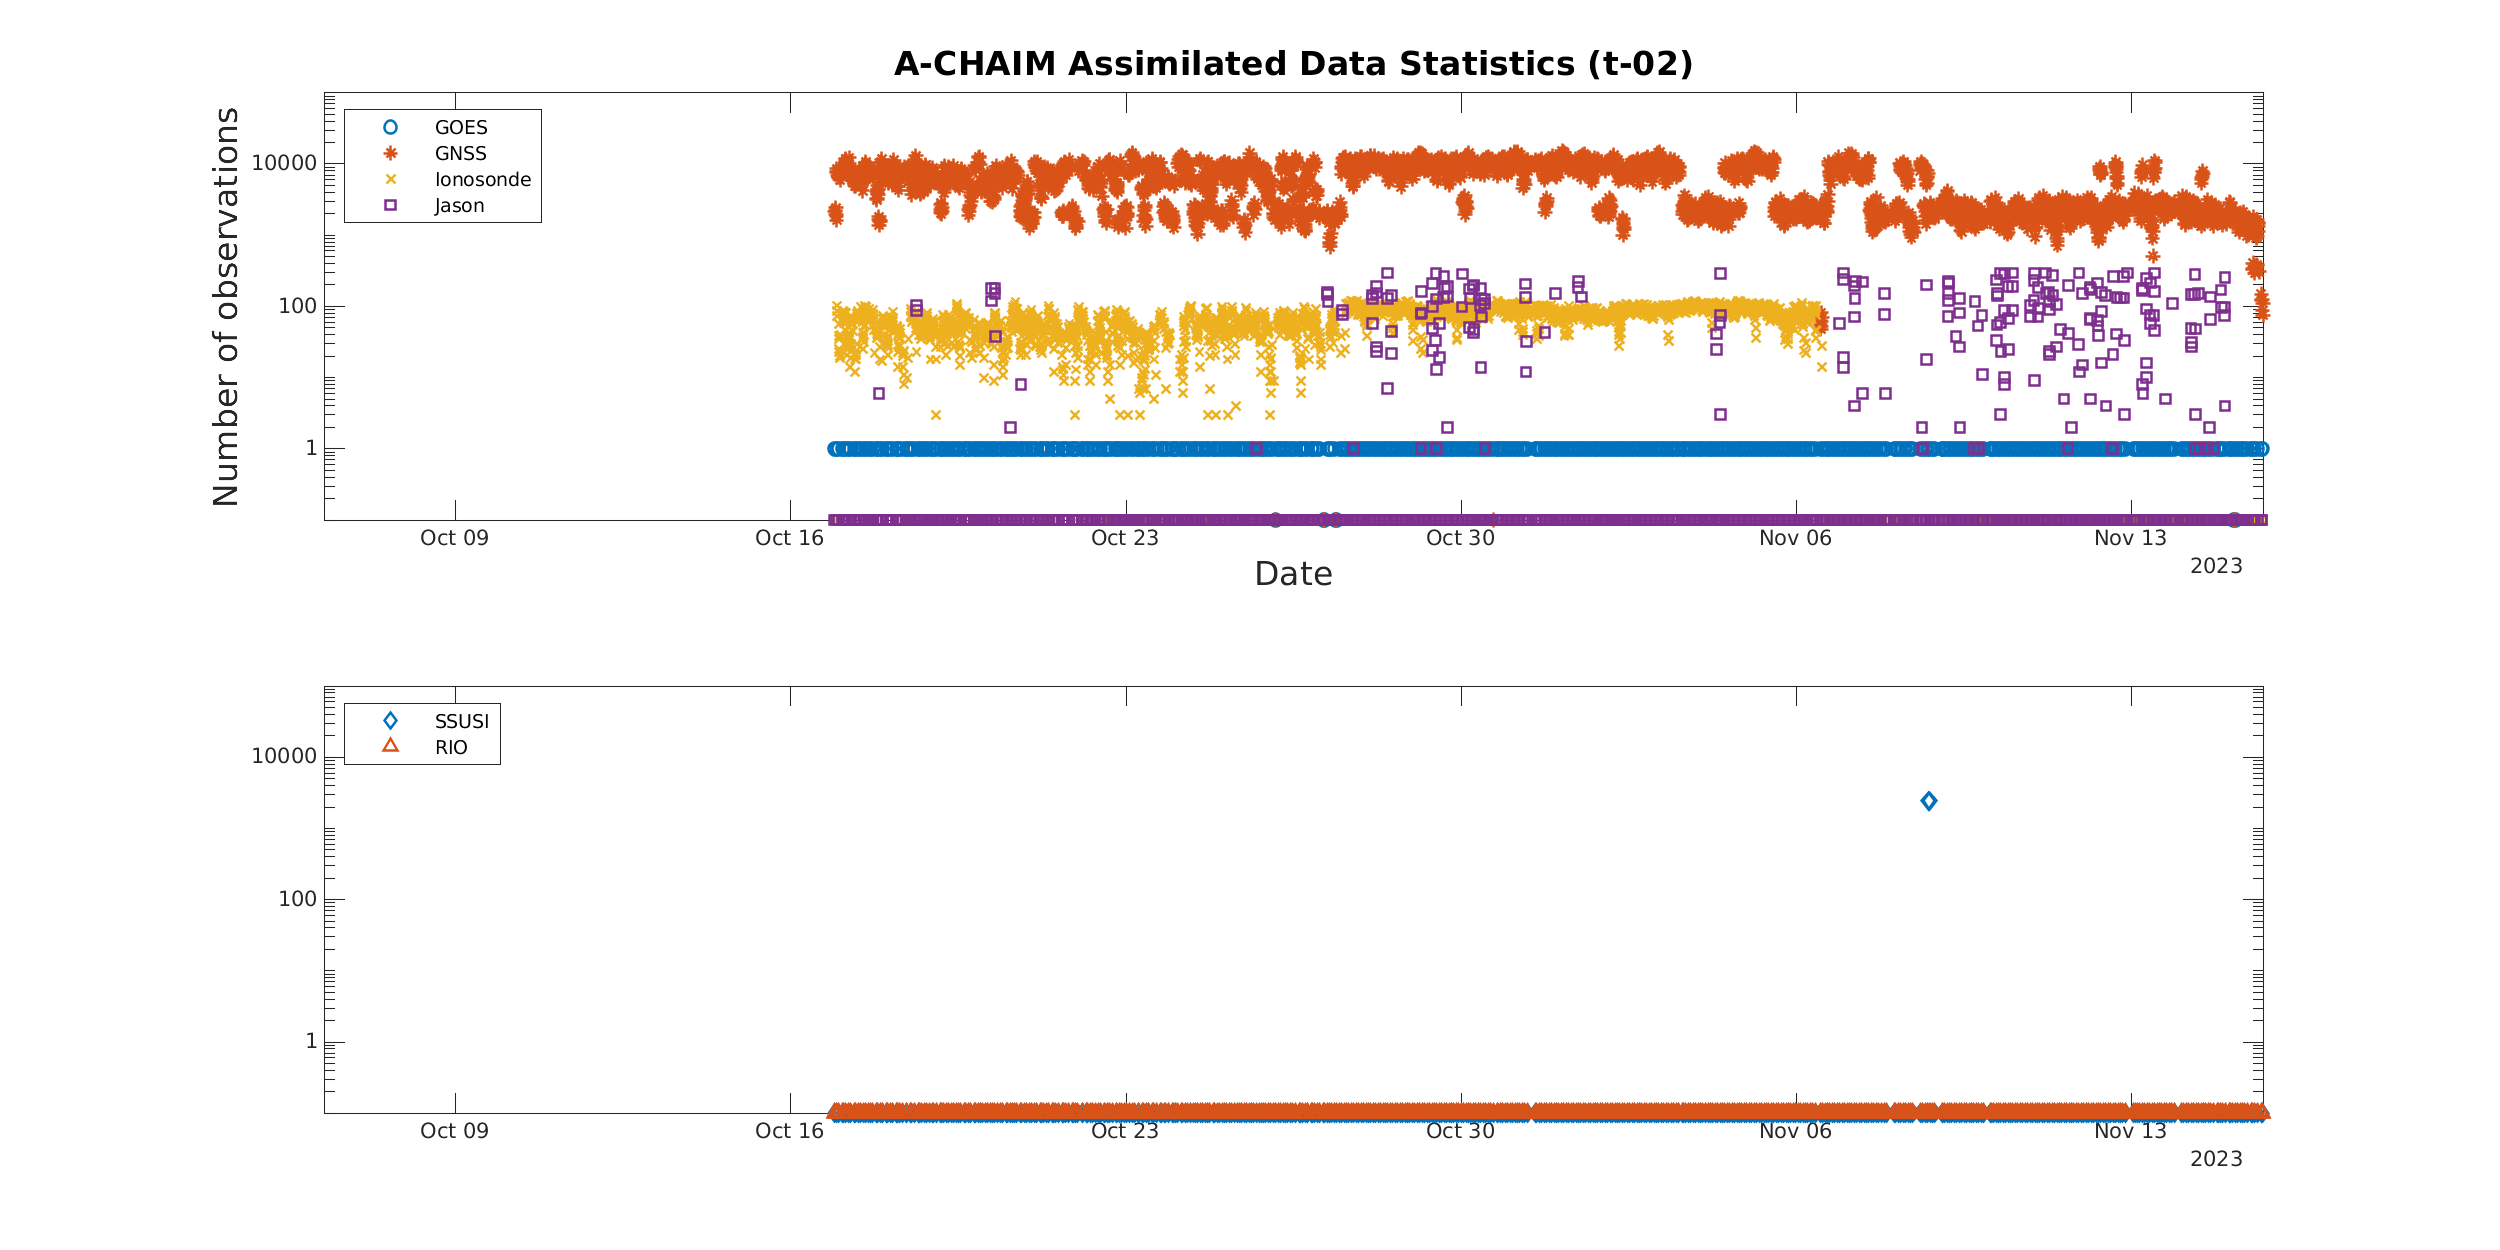 A-CHAIM Assimilated Data Statistics (t-02)
Number of observations
10000
100
1
GOES
GNSS
Ionosonde
Jason
Oct 09 Oct 16 Oct 23 Oct 30 Nov 06 Nov 13
2023
Date
10000
100
1
SSUSI
RIO
Oct 09 Oct 16 Oct 23 Oct 30 Nov 06 Nov 13
2023